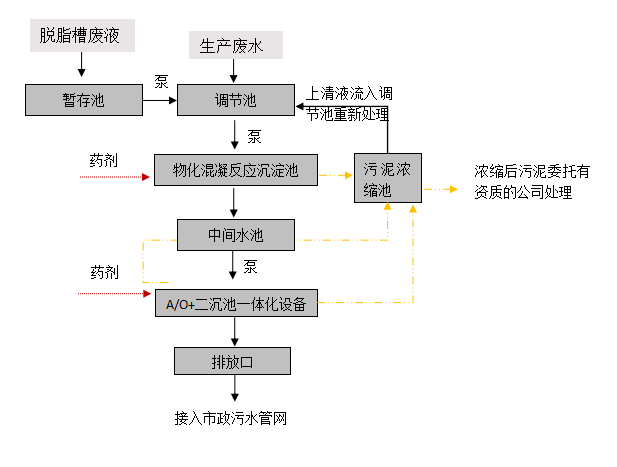 脱脂槽废液
生产废水
泵
暂存池
调节池
上清液流入调
节池重新处理
泵
药剂
物化混凝反应沉淀池
污泥浓
缩池
浓缩后污泥委托有
资质的公司处理
中间水池
泵
药剂
A/O+二沉池一体化设备
排放口
接入市政污水管网